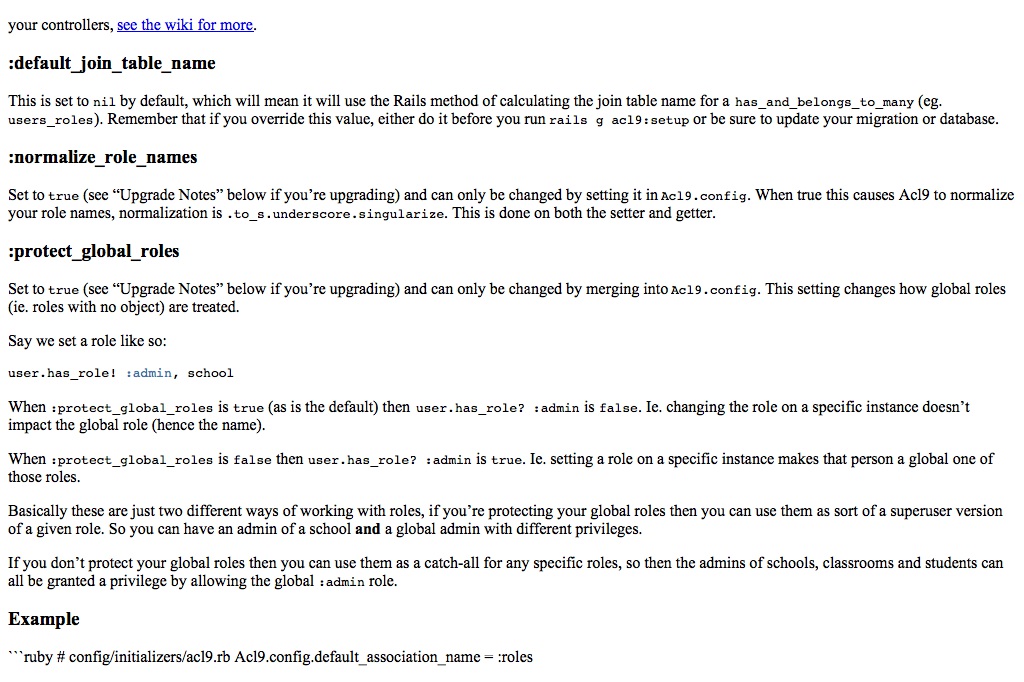 your controllers, see the wiki for more.
:default_join_table_name
This is set to nil by default, which will mean it will use the Rails method of calculating the join table name for a has_and_belongs_to_many (eg.
users_roles). Remember that if you override this value, either do it before you run rails g acl9:setup or be sure to update your migration or database.
:normalize_role_names
Set to true (see “Upgrade Notes” below if you’re upgrading) and can only be changed by setting it in Acl9.config. When true this causes Acl9 to normalize
your role names, normalization is .to_s.underscore.singularize. This is done on both the setter and getter.
:protect_global_roles
Set to true (see “Upgrade Notes” below if you’re upgrading) and can only be changed by merging into Acl9.config. This setting changes how global roles
(ie. roles with no object) are treated.
Say we set a role like so:
user.has_role! :admin, school
When :protect_global_roles is true (as is the default) then user.has_role? :admin is false. Ie. changing the role on a specific instance doesn’t
impact the global role (hence the name).
When :protect_global_roles is false then user.has_role? :admin is true. Ie. setting a role on a specific instance makes that person a global one of
those roles.
Basically these are just two different ways of working with roles, if you’re protecting your global roles then you can use them as sort of a superuser version
of a given role. So you can have an admin of a school and a global admin with different privileges.
If you don’t protect your global roles then you can use them as a catch-all for any specific roles, so then the admins of schools, classrooms and students can
all be granted a privilege by allowing the global :admin role.
Example
```ruby # config/initializers/acl9.rb Acl9.config.default_association_name = :roles